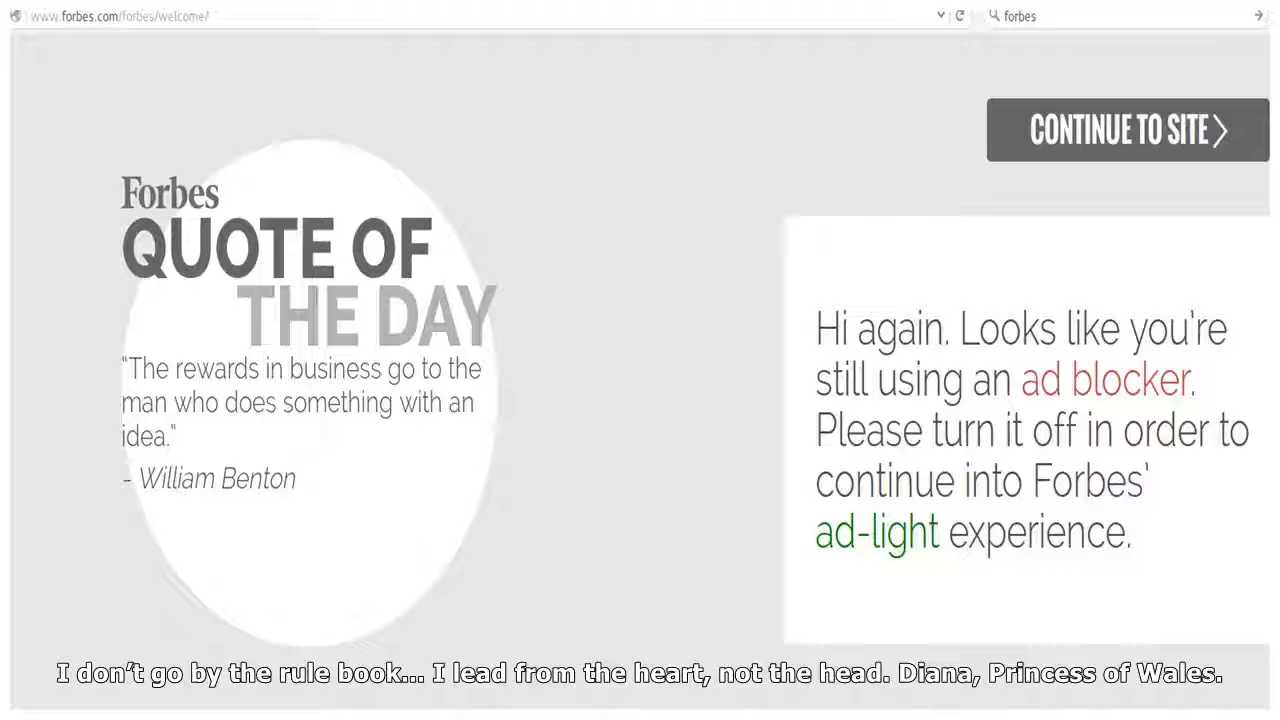 www.forbes.com/forbes/welcome/
forbes
CONTINUE TO SITE
Forbes
QUOTE OF
THE DAY
"The rewards in business go to the
man who does something with an
idea."
- William Benton
Hi again. Looks like you're
still using an ad blocker.
Please turn it off in order to
continue into Forbes'
ad-light experience.
I don’t go by the rule book... I lead from the heart, not the head. Diana, Princess of Wales.